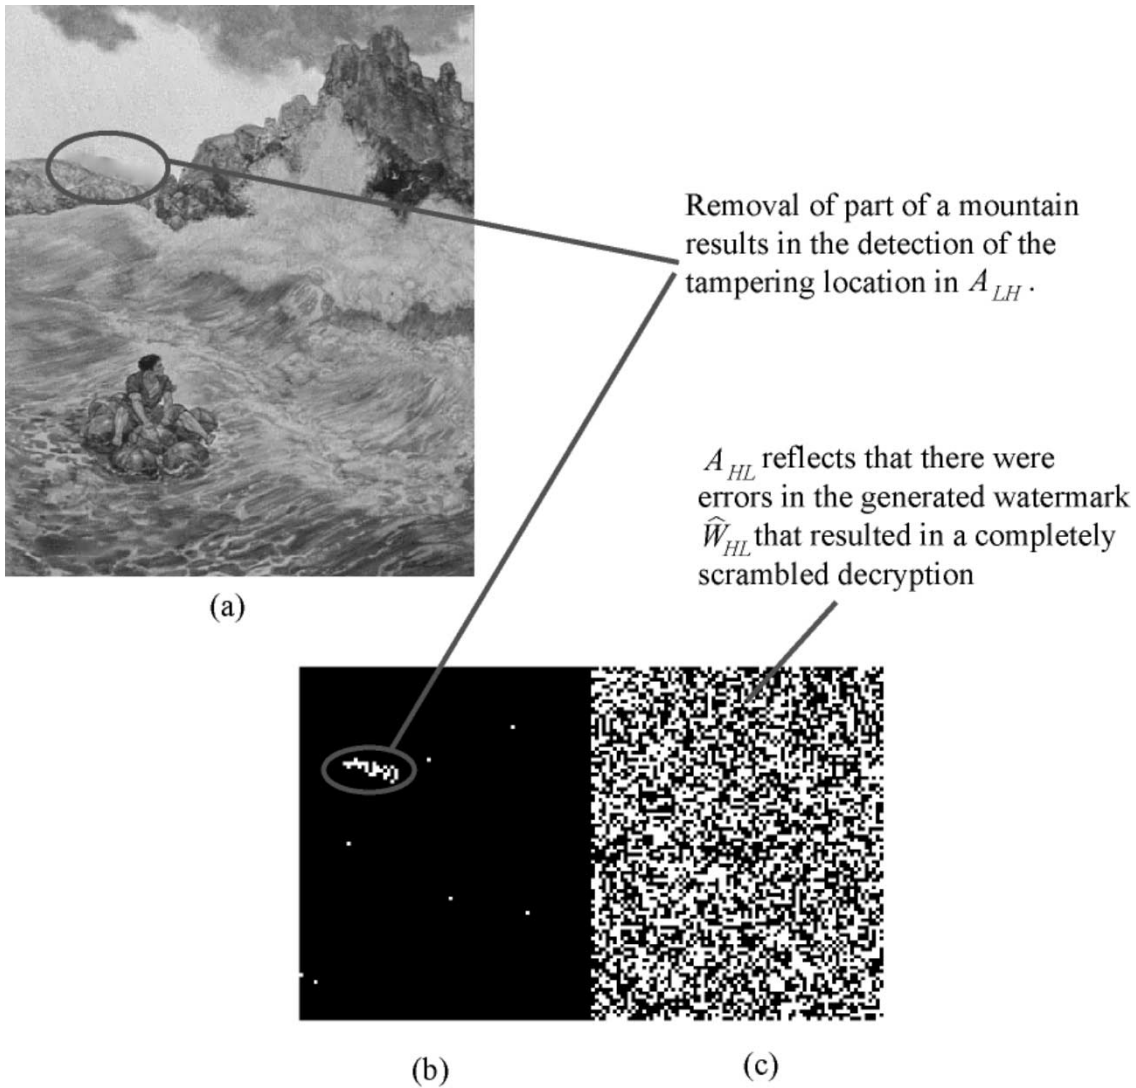 Removal of part of a mountain
results in the detection of the
tampering location in A_LH .
A_HL reflects that there were
errors in the generated watermark
Ŵ_HL that resulted in a completely
scrambled decryption
(a)
(b)
(c)